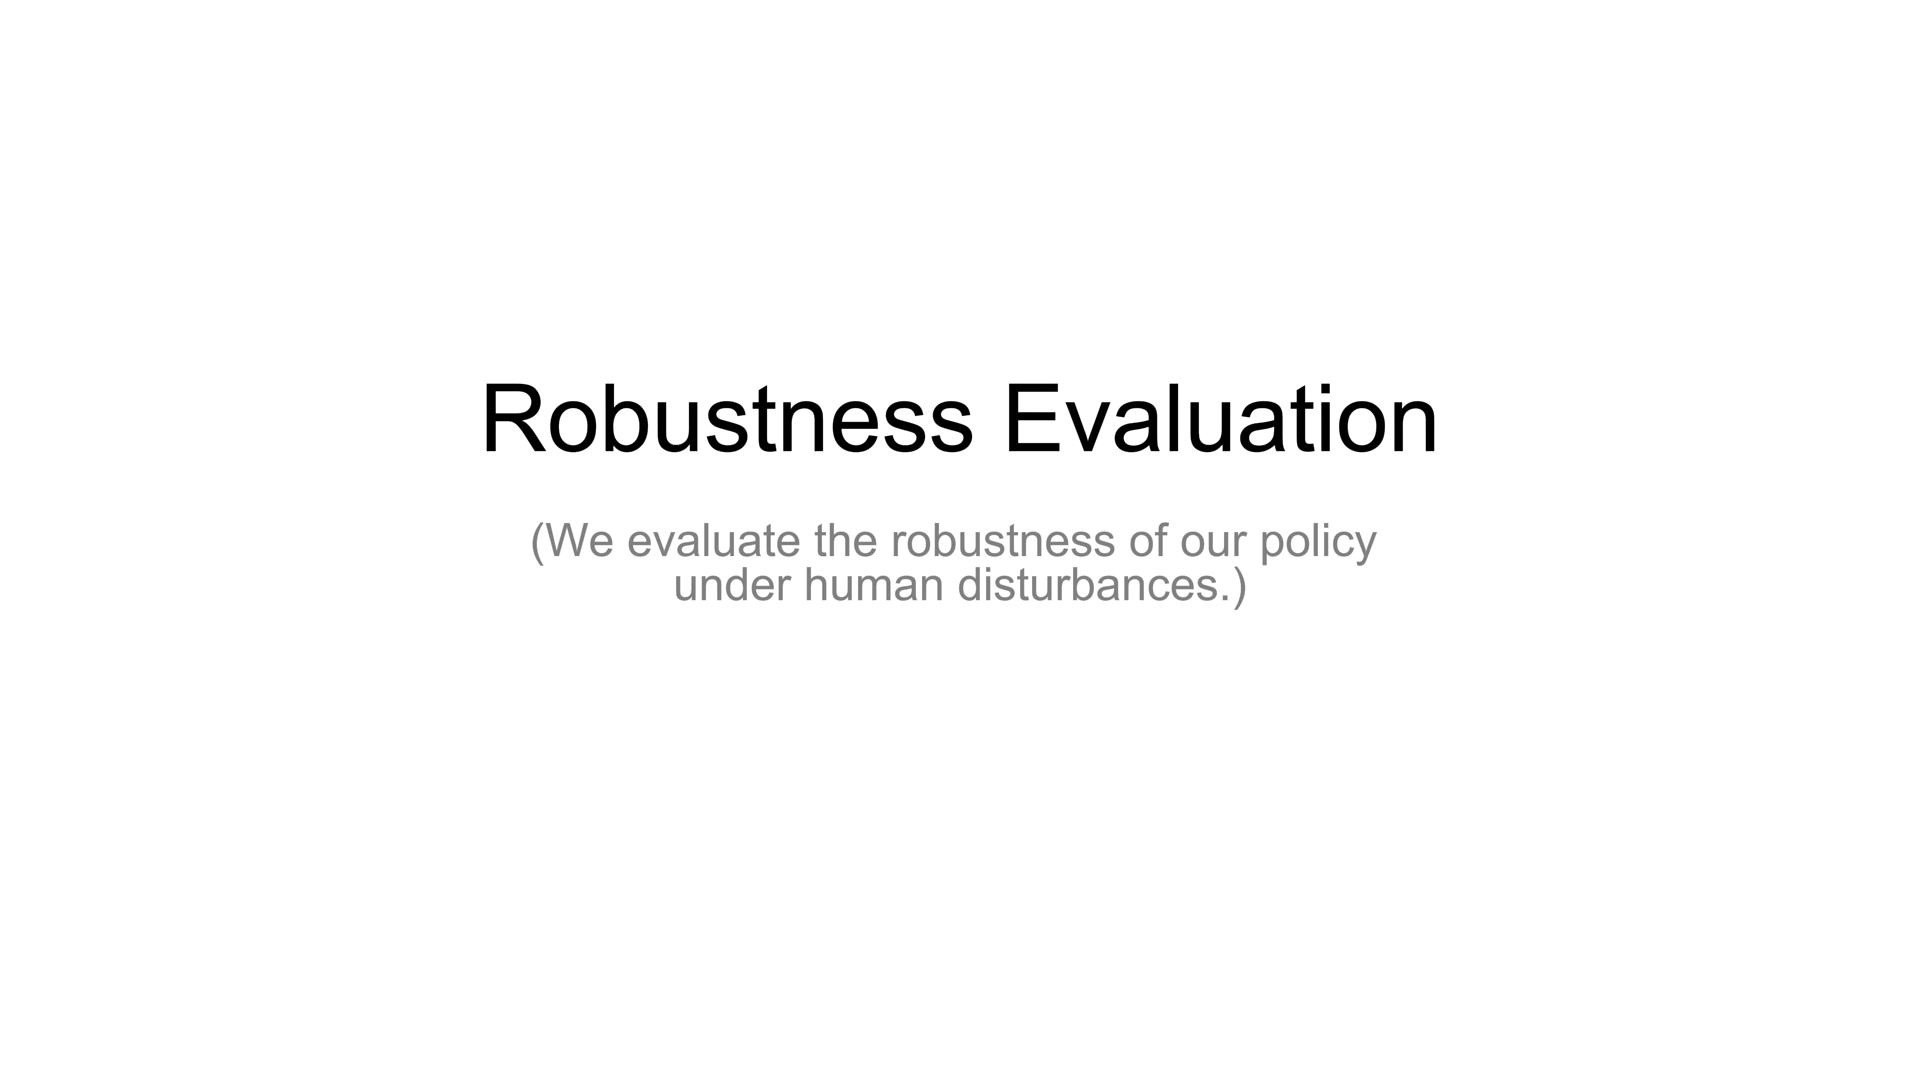 Robustness Evaluation
(We evaluate the robustness of our policy
under human disturbances.)